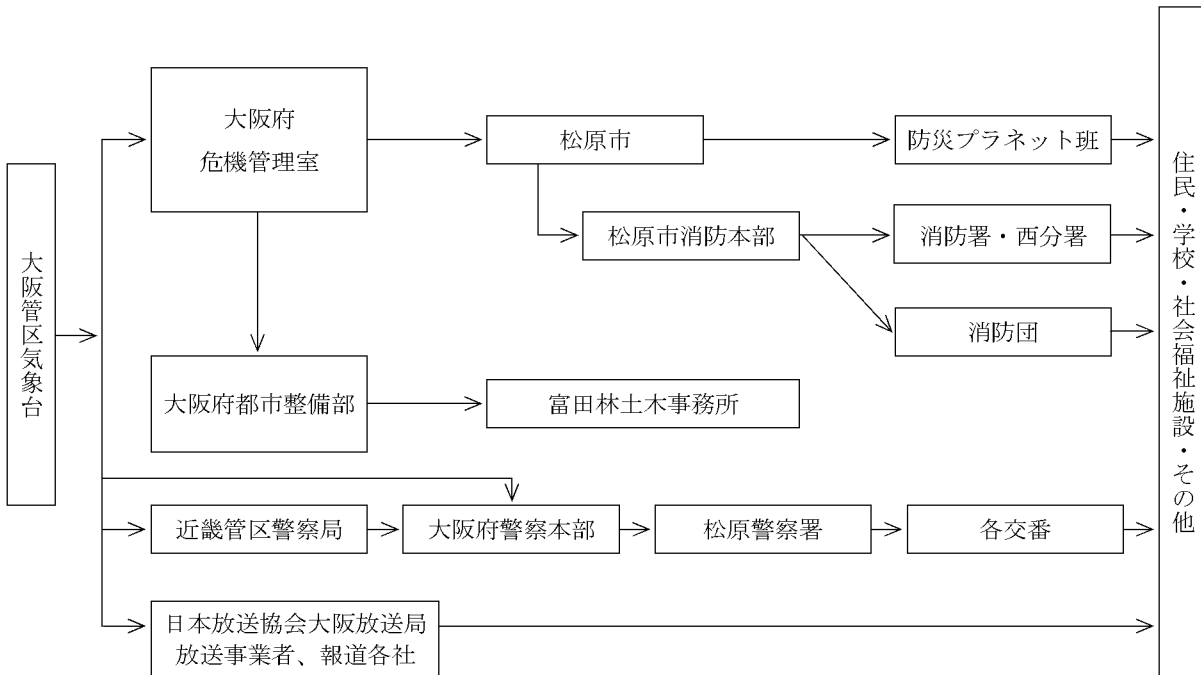 大阪管区気象台
大阪府
危機管理室
松原市
防災プラネット班
松原市消防本部
消防署・西分署
消防団
大阪府都市整備部
富田林土木事務所
近畿管区警察局
大阪府警察本部
松原警察署
各交番
日本放送協会大阪放送局
放送事業者、報道各社
住民・学校・社会福祉施設・その他